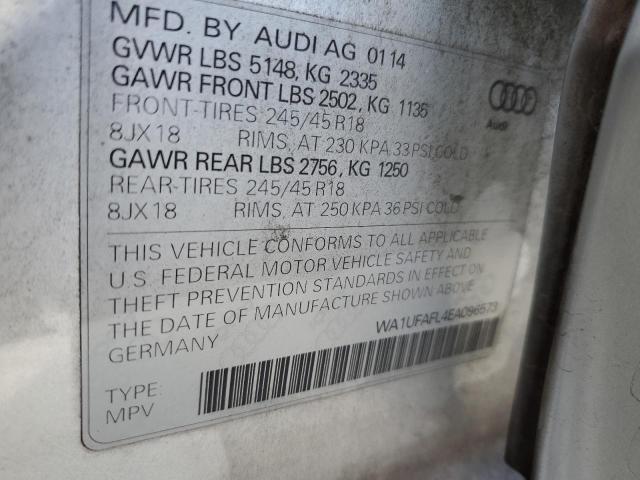 MFD. BY AUDI AG 01 14
GVWR LBS 5148, KG 2335
GAWR FRONT LBS 2502, KG 1135
FRONT-TIRES 245/45 R18
8JX18 RIMS, AT 230 KPA 33 PSI COLD
GAWR REAR LBS 2756, KG 1250
REAR-TIRES 245/45 R18
8JX18 RIMS, AT 250 KPA 36 PSI COLD
Audi
THIS VEHICLE CONFORMS TO ALL APPLICABLE
U.S. FEDERAL MOTOR VEHICLE SAFETY AND
THEFT PREVENTION STANDARDS IN EFFECT ON
THE DATE OF MANUFACTURE SHOWN ABOVE
GERMANY
WA1UFAFL4EA096573
TYPE:
MPV